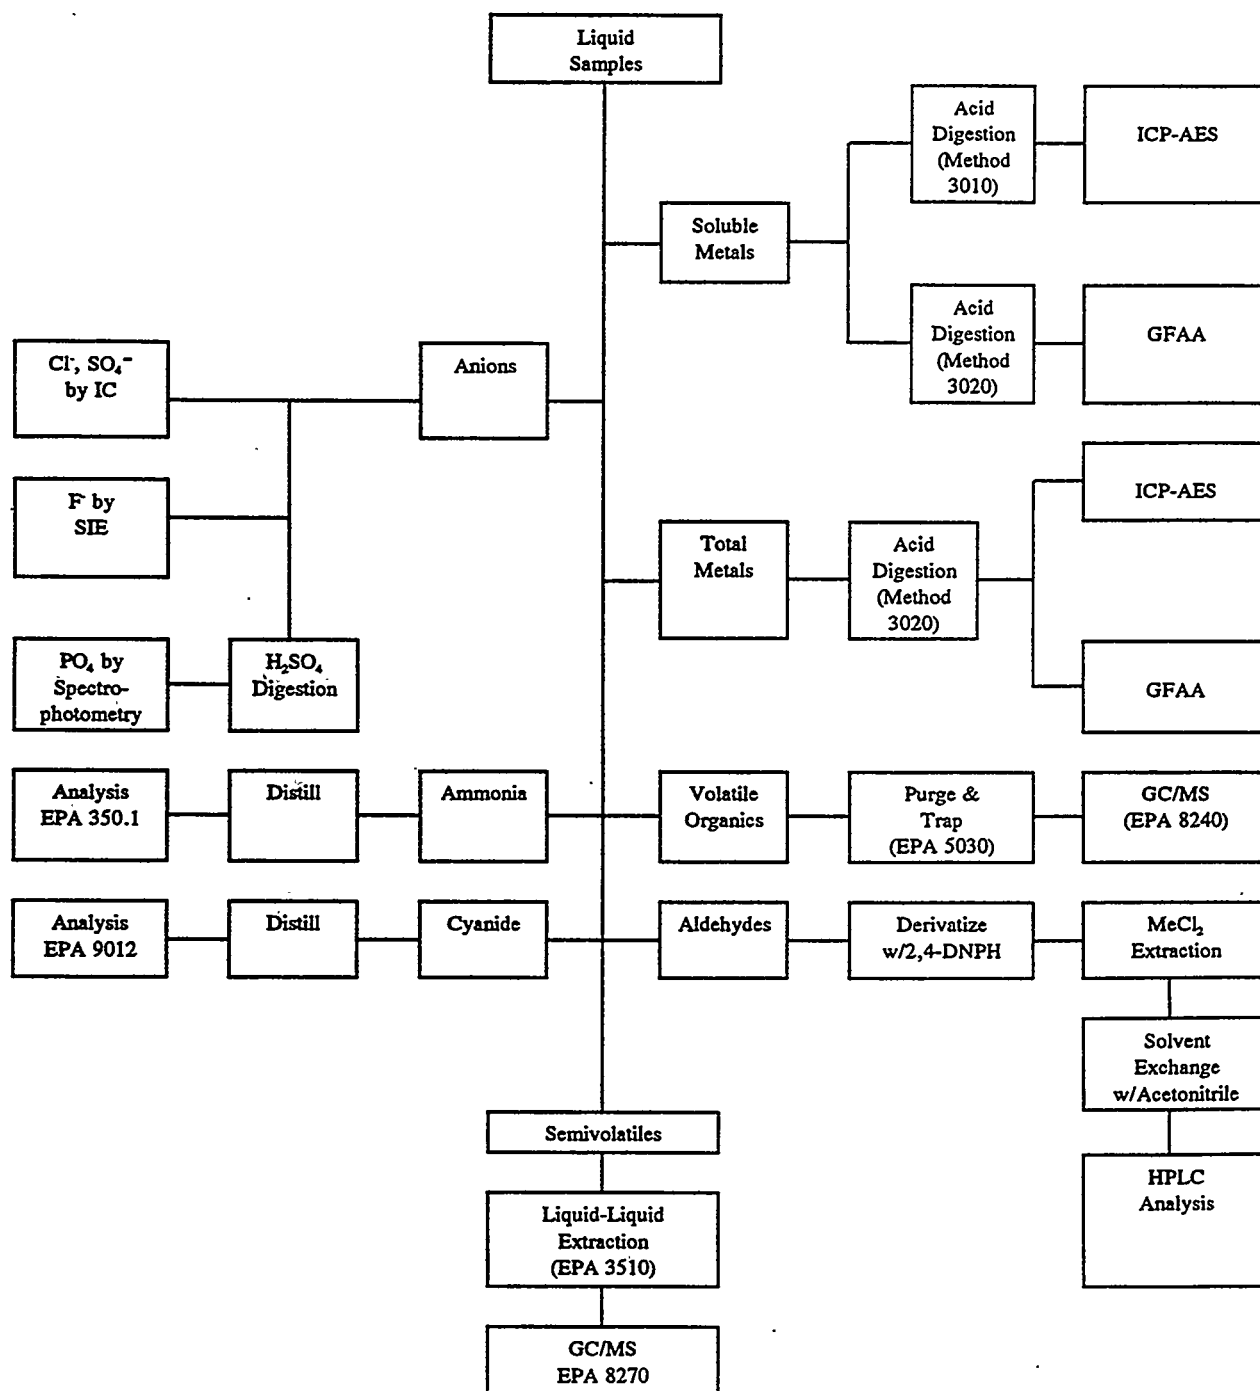 Liquid
Samples
Acid
Digestion
(Method
3010)
ICP-AES
Soluble
Metals
Acid
Digestion
(Method
3020)
GFAA
Cl⁻, SO₄⁼
by IC
Anions
F⁻ by
SIE
ICP-AES
Total
Metals
Acid
Digestion
(Method
3020)
PO₄ by
Spectro-
photometry
H₂SO₄
Digestion
GFAA
Analysis
EPA 350.1
Distill
Ammonia
Volatile
Organics
Purge &
Trap
(EPA 5030)
GC/MS
(EPA 8240)
Analysis
EPA 9012
Distill
Cyanide
Aldehydes
Derivatize
w/2,4-DNPH
MeCl₂
Extraction
Solvent
Exchange
w/Acetonitrile
Semivolatiles
HPLC
Analysis
Liquid-Liquid
Extraction
(EPA 3510)
GC/MS
EPA 8270